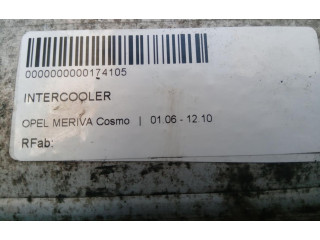 0000000000174105
INTERCOOLER
OPEL MERIVA Cosmo | 01.06 - 12.10
RFab: